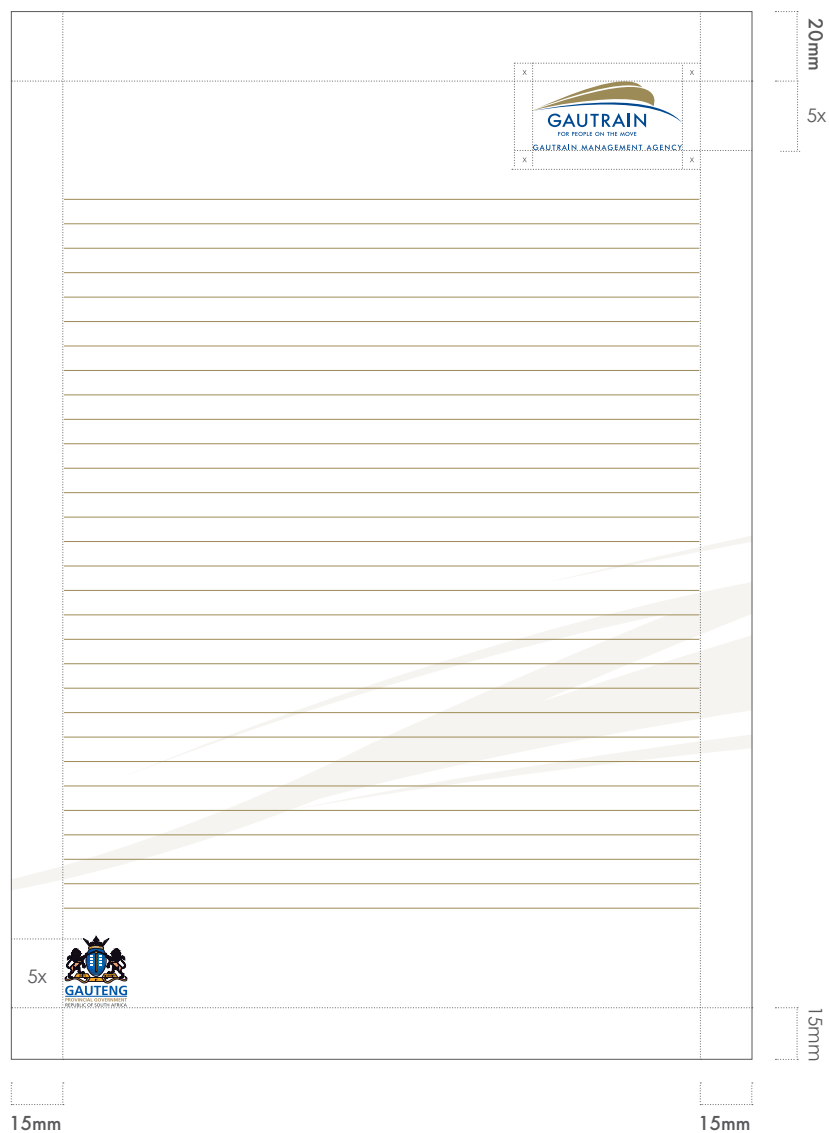 20mm
x x
GAUTRAIN
FOR PEOPLE ON THE MOVE
5x
GAUTRAIN MANAGEMENT AGENCY
x x
5x
GAUTENG
PROVINCIAL GOVERNMENT
REPUBLIC OF SOUTH AFRICA
15mm
15mm 15mm